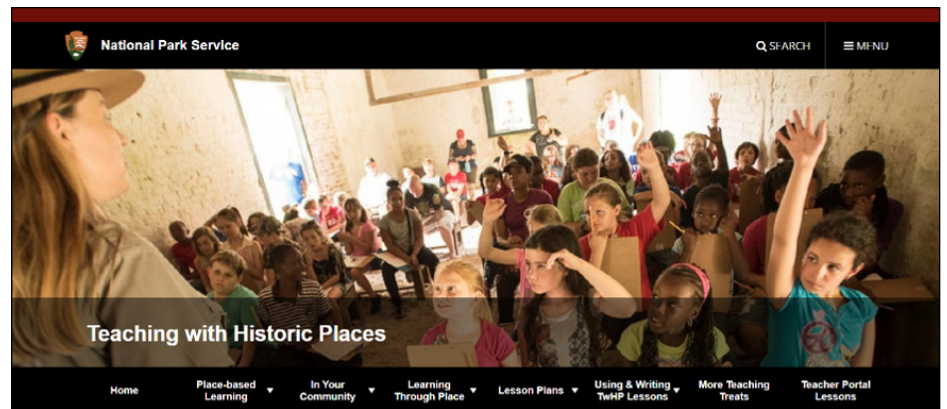 National Park Service
SEARCH
MENU
Teaching with Historic Places
Home
Place-based
Learning
In Your
Community
Learning
Through Place
Lesson Plans
Using & Writing
TwHP Lessons
More Teaching
Treats
Teacher Portal
Lessons